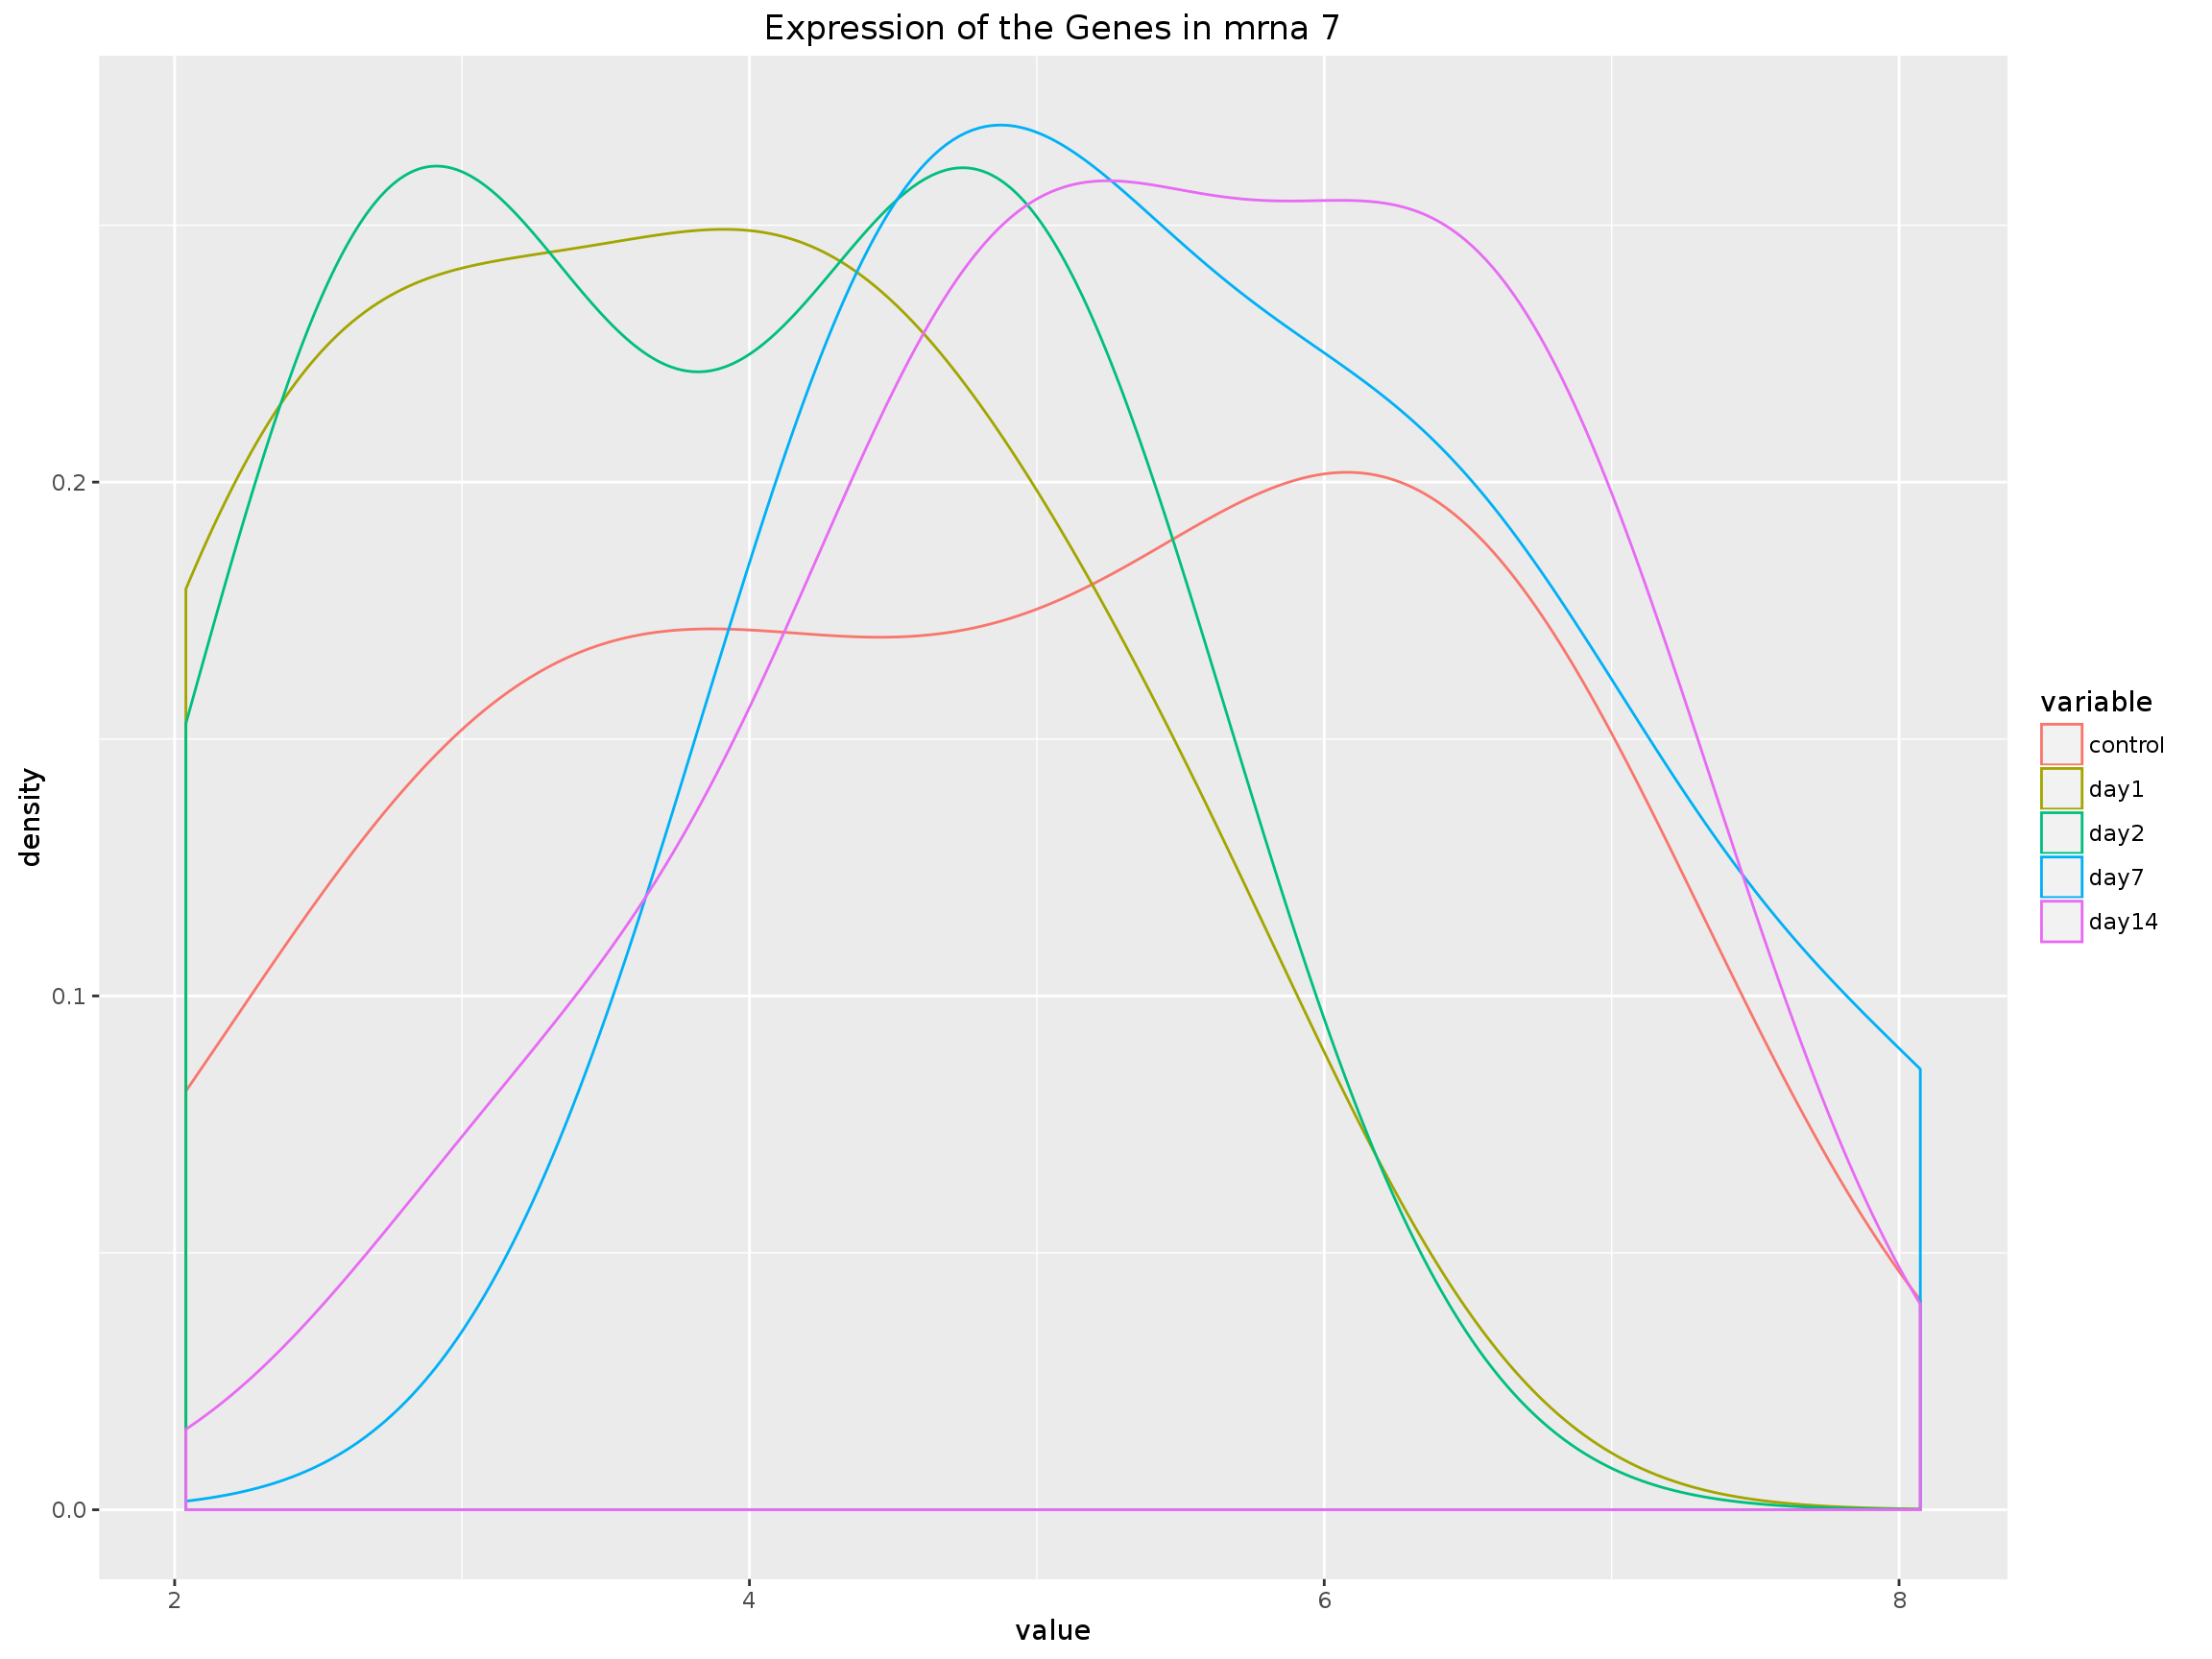 Expression of the Genes in mrna 7
density
0.2
0.1
0.0
2 4 6 8
value
variable
control
day1
day2
day7
day14